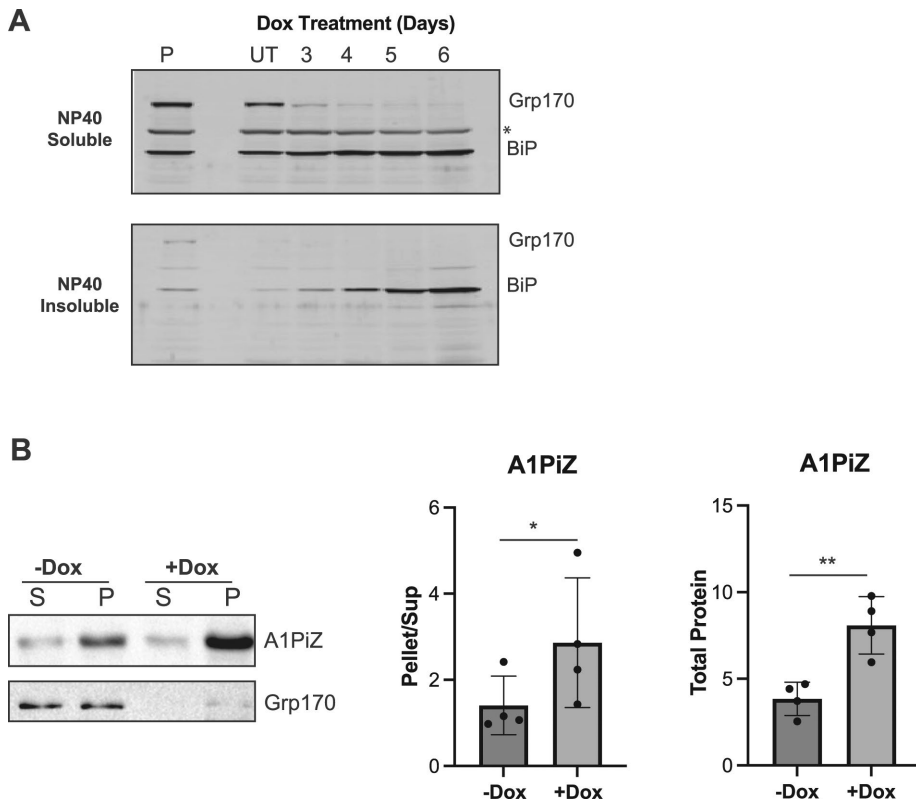 A
Dox Treatment (Days)
P UT 3 4 5 6
NP40
Soluble
Grp170
*
BiP
NP40
Insoluble
Grp170
BiP
B
-Dox +Dox
S P S P
A1PiZ
Grp170
A1PiZ
Pellet/Sup
6
4
2
0
*
-Dox +Dox
A1PiZ
Total Protein
15
10
5
0
**
-Dox +Dox